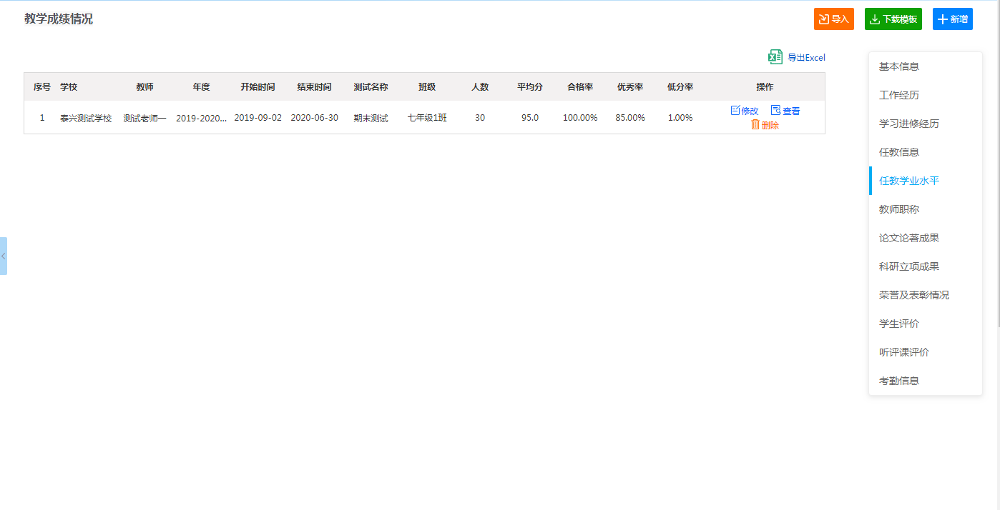 教学成绩情况
导入 下载模板 新增
导出Excel
序号 学校 教师 年度 开始时间 结束时间 测试名称 班级 人数 平均分 合格率 优秀率 低分率 操作
1 泰兴测试学校 测试老师一 2019-2020... 2019-09-02 2020-06-30 期末测试 七年级1班 30 95.0 100.00% 85.00% 1.00% 修改 查看
删除
基本信息
工作经历
学习进修经历
任教信息
任教学业水平
教师职称
论文论著成果
科研立项成果
荣誉及表彰情况
学生评价
听评课评价
考勤信息